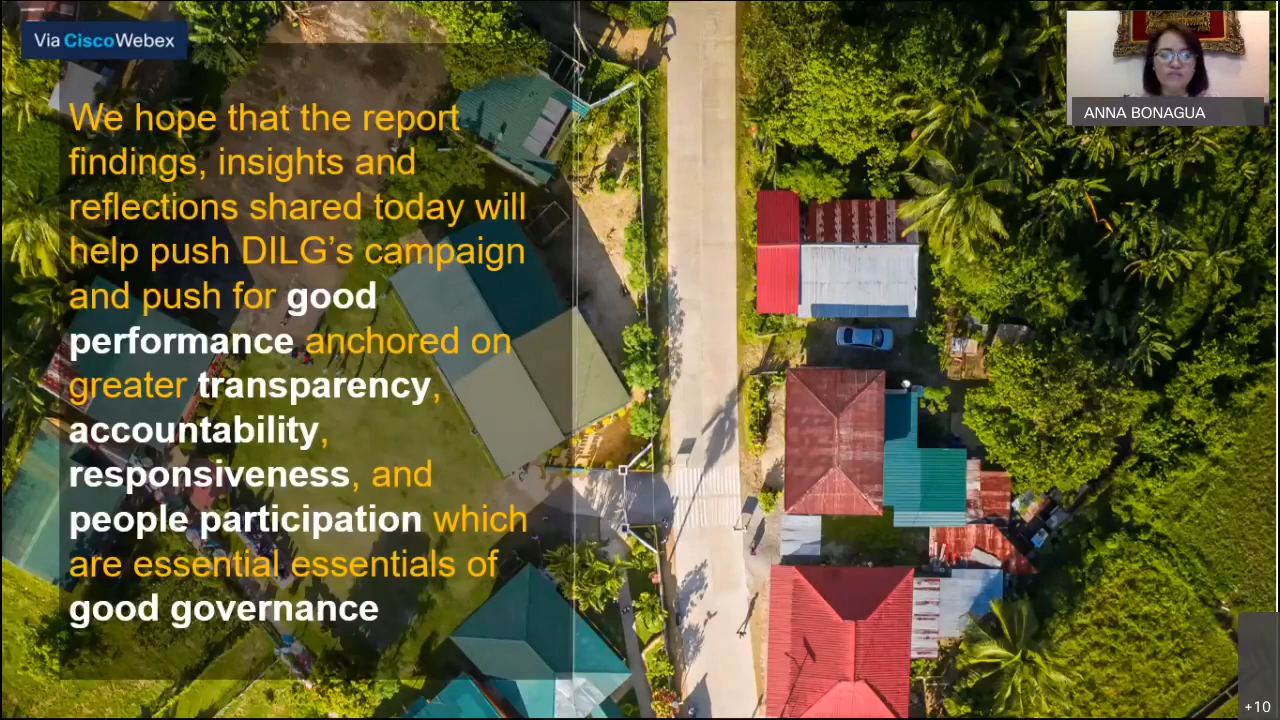 Via CiscoWebex
ANNA BONAGUA
We hope that the report
findings, insights and
reflections shared today will
help push DILG's campaign
and push for good
performance anchored on
greater transparency,
accountability,
responsiveness, and
people participation which
are essential essentials of
good governance
+10